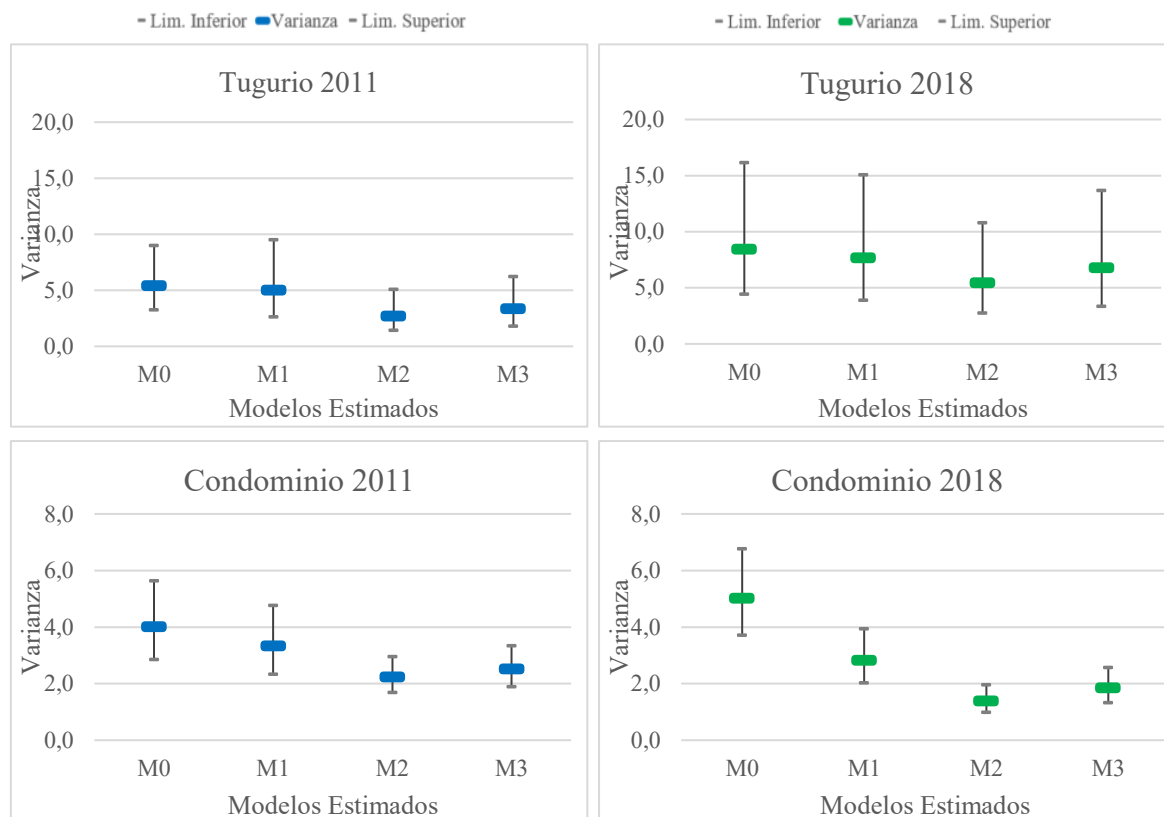 Lim. Inferior Varianza Lim. Superior
Lim. Inferior Varianza Lim. Superior
Tugurio 2011
20,0
15,0
10,0
5,0
0,0
Varianza
M0 M1 M2 M3
Modelos Estimados
Tugurio 2018
20,0
15,0
10,0
5,0
0,0
Varianza
M0 M1 M2 M3
Modelos Estimados
Condominio 2011
8,0
6,0
4,0
2,0
0,0
Varianza
M0 M1 M2 M3
Modelos Estimados
Condominio 2018
8,0
6,0
4,0
2,0
0,0
Varianza
M0 M1 M2 M3
Modelos Estimados